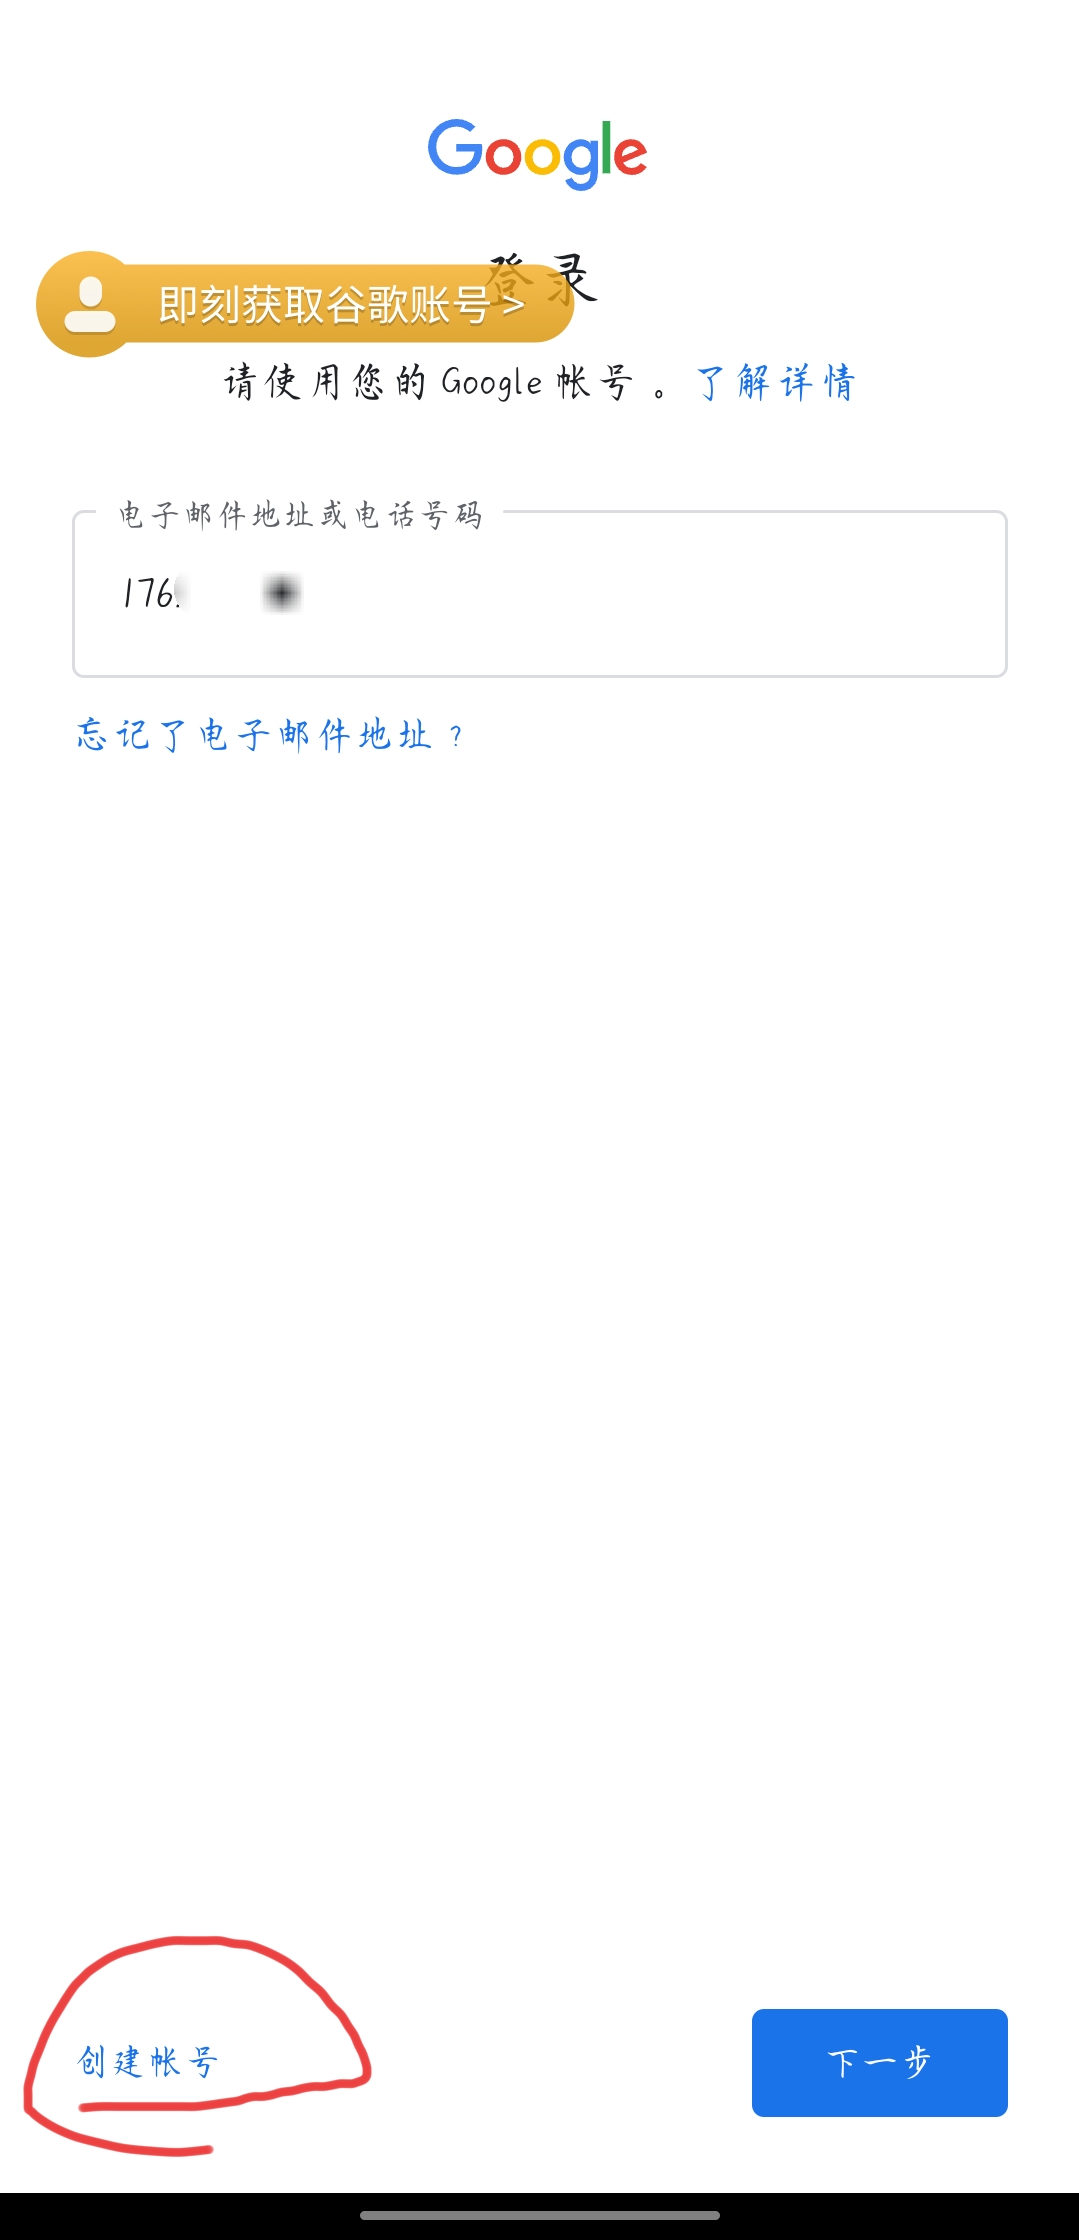 Google
登录
即刻获取谷歌账号 >
请使用您的 Google 帐号。了解详情
电子邮件地址或电话号码
176.
忘记了电子邮件地址？
创建帐号
下一步